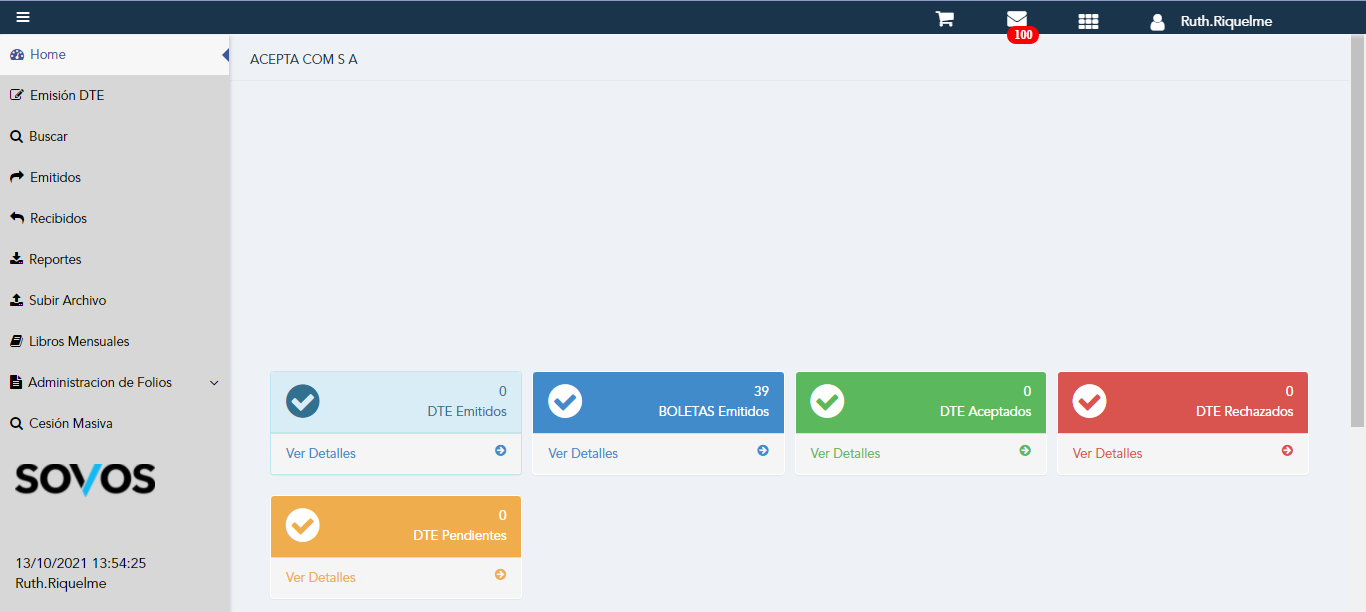 100
Ruth.Riquelme
Home
Emisión DTE
Buscar
Emitidos
Recibidos
Reportes
Subir Archivo
Libros Mensuales
Administracion de Folios
Cesión Masiva
SOVOS
13/10/2021 13:54:25
Ruth.Riquelme
ACEPTA COM S A
0
DTE Emitidos
Ver Detalles
39
BOLETAS Emitidos
Ver Detalles
0
DTE Aceptados
Ver Detalles
0
DTE Rechazados
Ver Detalles
0
DTE Pendientes
Ver Detalles